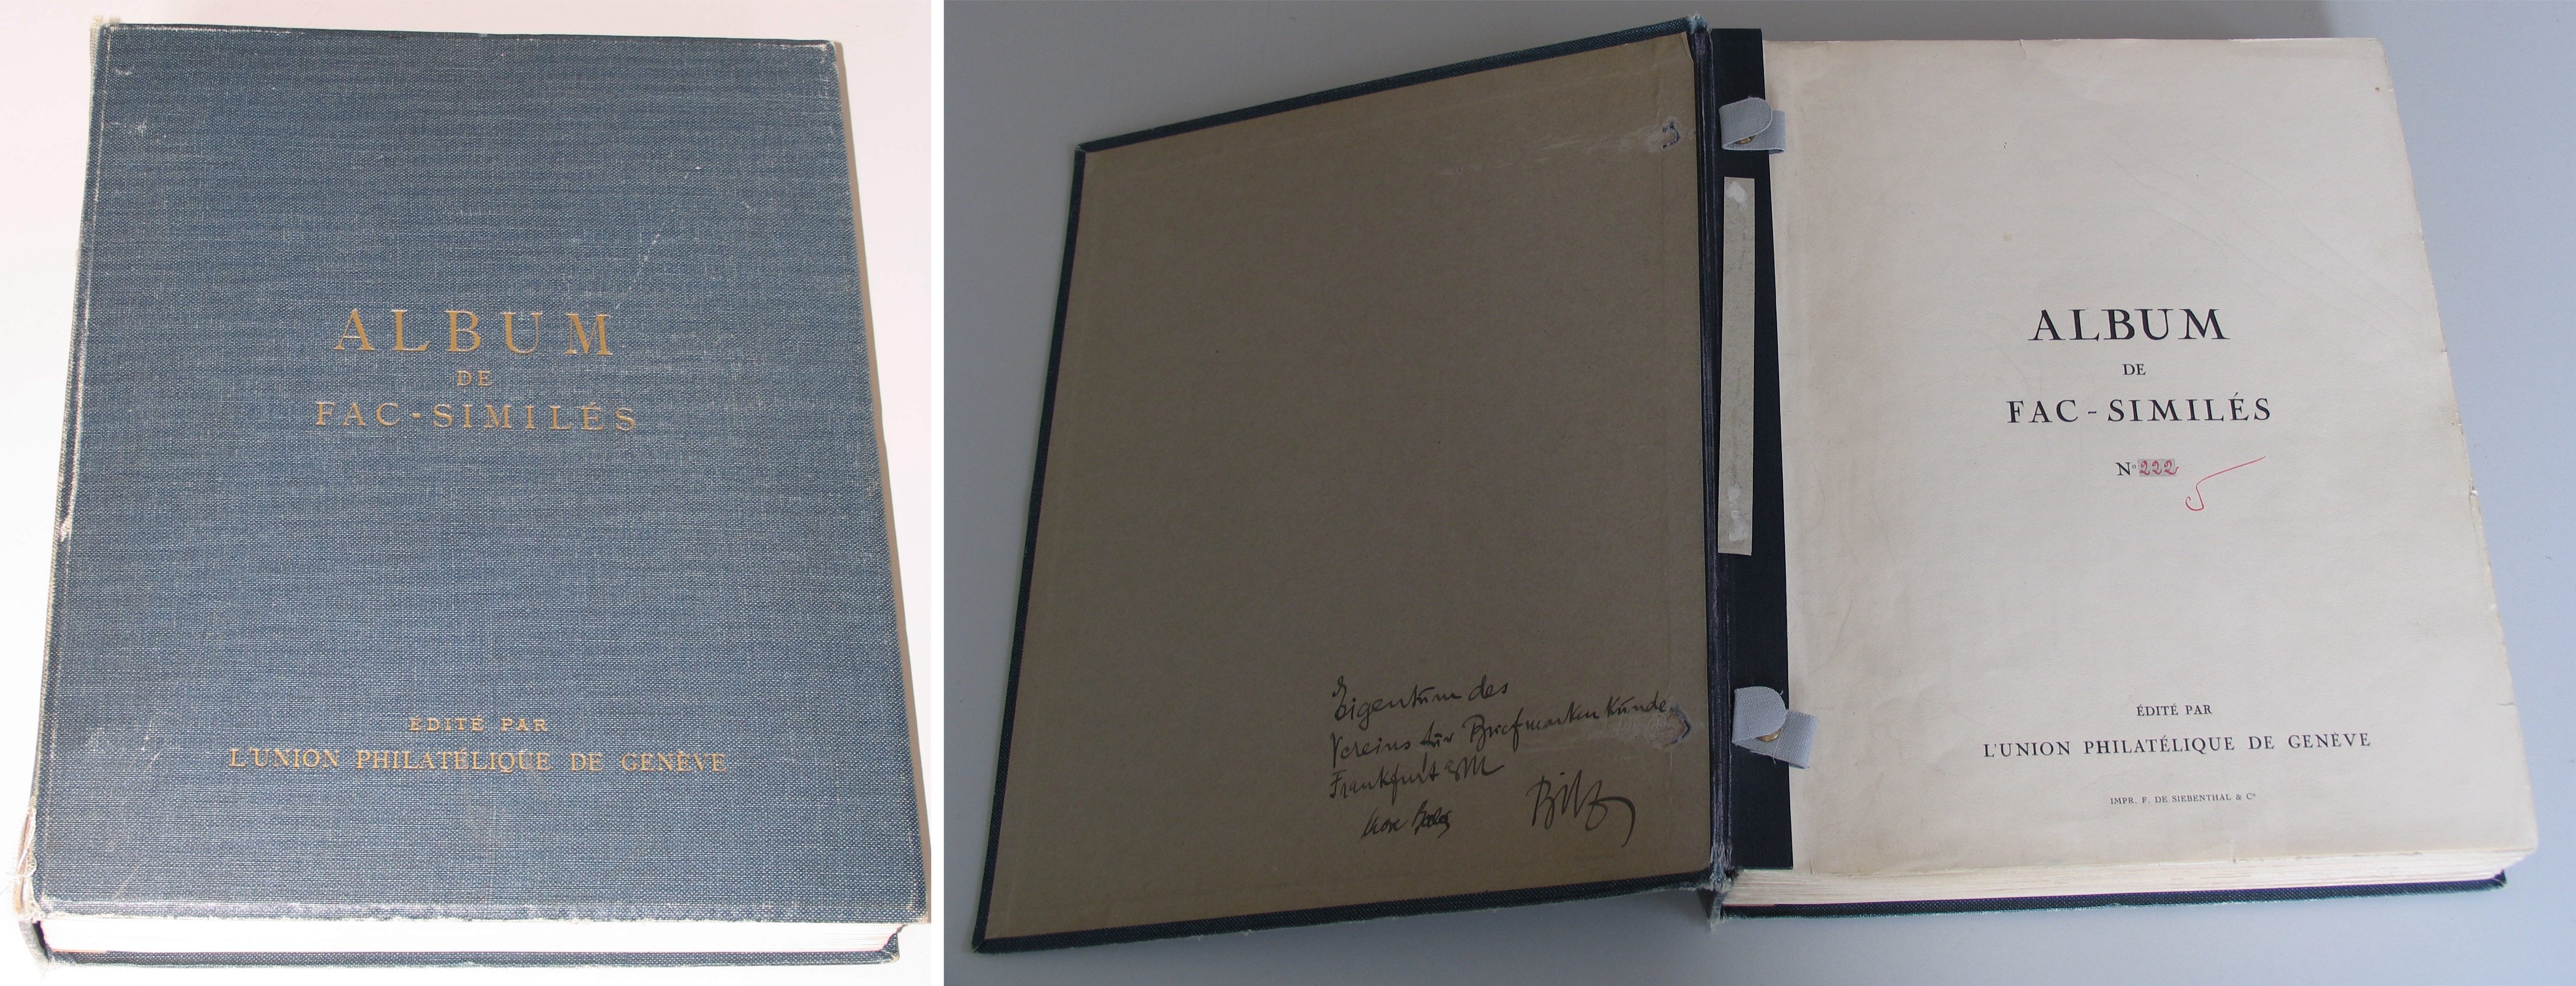 ALBUM
DE
FAC-SIMILÉS
ÉDITÉ PAR
L'UNION PHILATÉLIQUE DE GENÈVE
Eigentum des
Vereins für Briefmarkenkunde
Frankfurt a/M
ALBUM
DE
FAC-SIMILÉS
N° 222
ÉDITÉ PAR
L'UNION PHILATÉLIQUE DE GENÈVE
IMPR. F. DE SIEBENTHAL & Cº